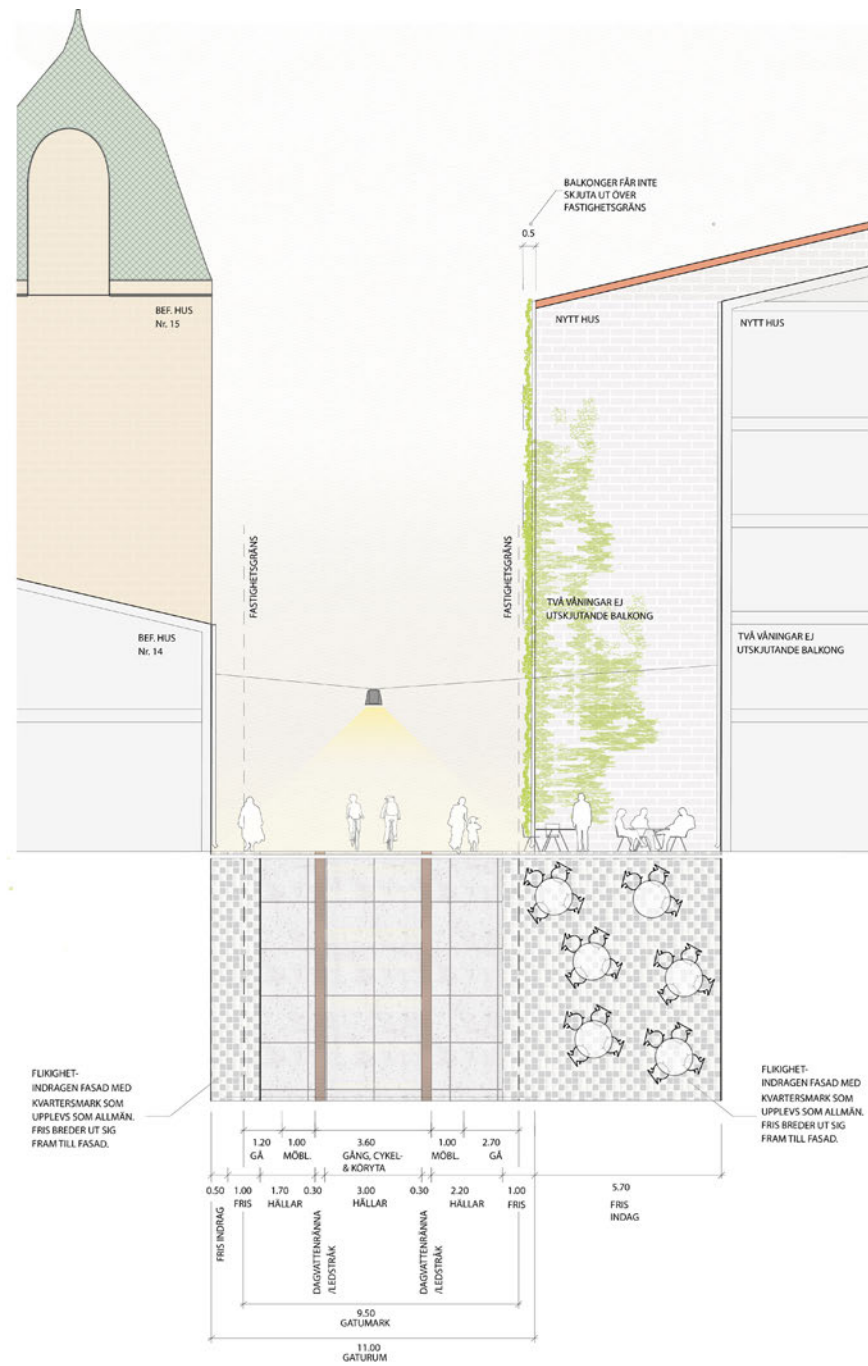 BALKONGER FÅR INTE
SKJUTA UT ÖVER
FASTIGHETSGRÄNS
0.5
BEF. HUS
Nr. 15
NYTT HUS
NYTT HUS
FASTIGHETSGRÄNS
FASTIGHETSGRÄNS
TVÅ VÅNINGAR EJ
UTSKJUTANDE BALKONG
BEF. HUS
Nr. 14
TVÅ VÅNINGAR EJ
UTSKJUTANDE BALKONG
FLIKIGHET-
INDRAGEN FASAD MED
KVARTERSMARK SOM
UPPLEVS SOM ALLMÄN.
FRIS BREDER UT SIG
FRAM TILL FASAD.
FLIKIGHET-
INDRAGEN FASAD MED
KVARTERSMARK SOM
UPPLEVS SOM ALLMÄN.
FRIS BREDER UT SIG
FRAM TILL FASAD.
1.20 1.00 3.60 1.00 2.70
GÅ MÖBL. GÅNG, CYKEL- MÖBL. GÅ
& KÖRYTA
0.50 1.00 1.70 0.30 3.00 0.30 2.20 1.00 5.70
FRIS INDRAG FRIS HÄLLAR HÄLLAR HÄLLAR FRIS FRIS
INDAG
DAGVATTENRÄNNA
/LEDSTRÅK
DAGVATTENRÄNNA
/LEDSTRÅK
9.50
GATUMARK
11.00
GATURUM